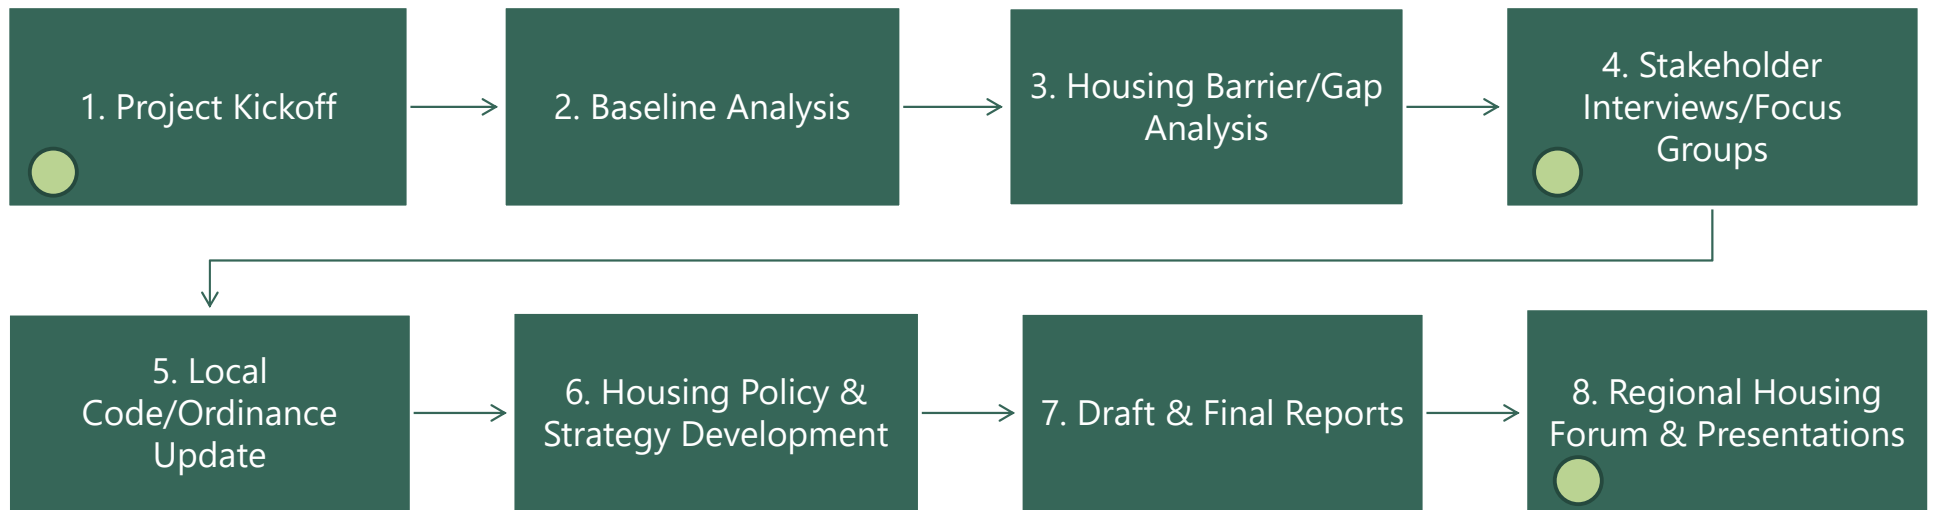 1. Project Kickoff
2. Baseline Analysis
3. Housing Barrier/Gap
Analysis
4. Stakeholder
Interviews/Focus
Groups
5. Local
Code/Ordinance
Update
6. Housing Policy &
Strategy Development
7. Draft & Final Reports
8. Regional Housing
Forum & Presentations